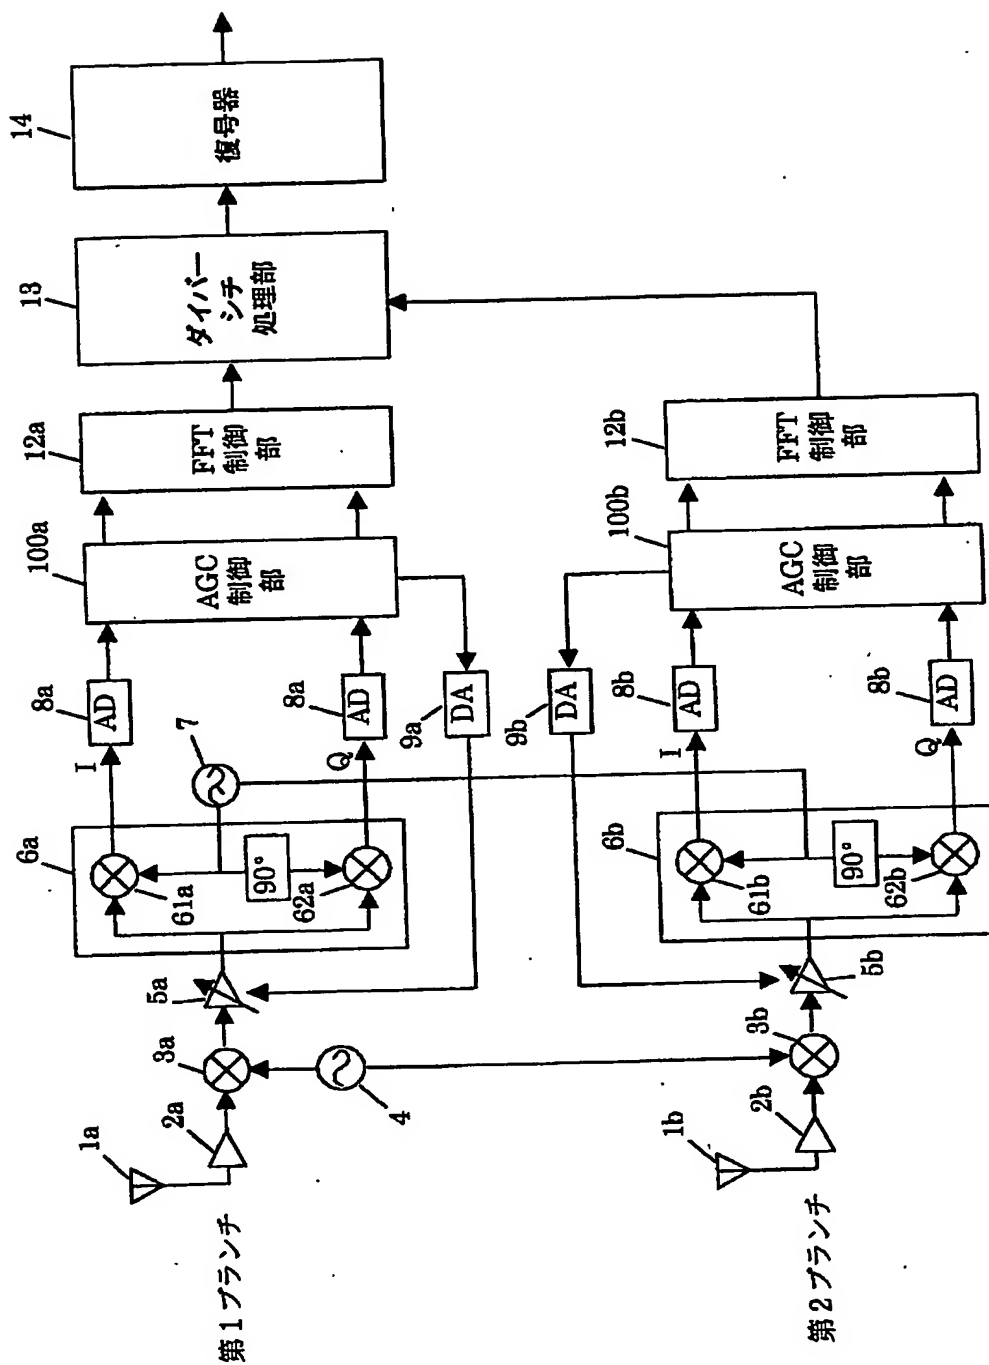 第1ブランチ
1a
2a
3a
4
5a
6a
61a
62a
90°
7
I
Q
8a
AD
8a
AD
9a
DA
100a
AGC
制御
部
12a
FFT
制御
部
13
ダイバー
シチ
処理部
14
復号器
第2ブランチ
1b
2b
3b
5b
6b
61b
62b
90°
I
Q
8b
AD
8b
AD
9b
DA
100b
AGC
制御
部
12b
FFT
制御
部